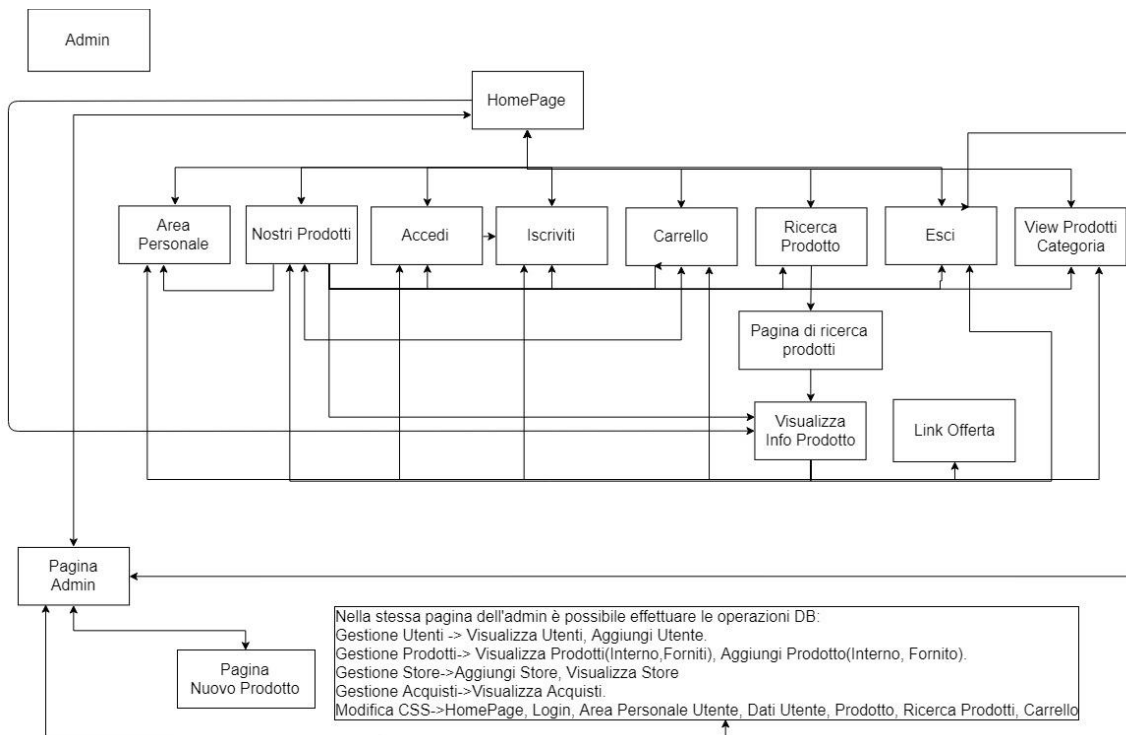 Admin
HomePage
Area
Personale
Nostri Prodotti
Accedi
Iscriviti
Carrello
Ricerca
Prodotto
Esci
View Prodotti
Categoria
Pagina di ricerca
prodotti
Visualizza
Info Prodotto
Link Offerta
Pagina
Admin
Pagina
Nuovo Prodotto
Nella stessa pagina dell'admin è possibile effettuare le operazioni DB:
Gestione Utenti -> Visualizza Utenti, Aggiungi Utente.
Gestione Prodotti-> Visualizza Prodotti(Interno,Forniti), Aggiungi Prodotto(Interno, Fornito).
Gestione Store->Aggiungi Store, Visualizza Store
Gestione Acquisti->Visualizza Acquisti.
Modifica CSS->HomePage, Login, Area Personale Utente, Dati Utente, Prodotto, Ricerca Prodotti, Carrello